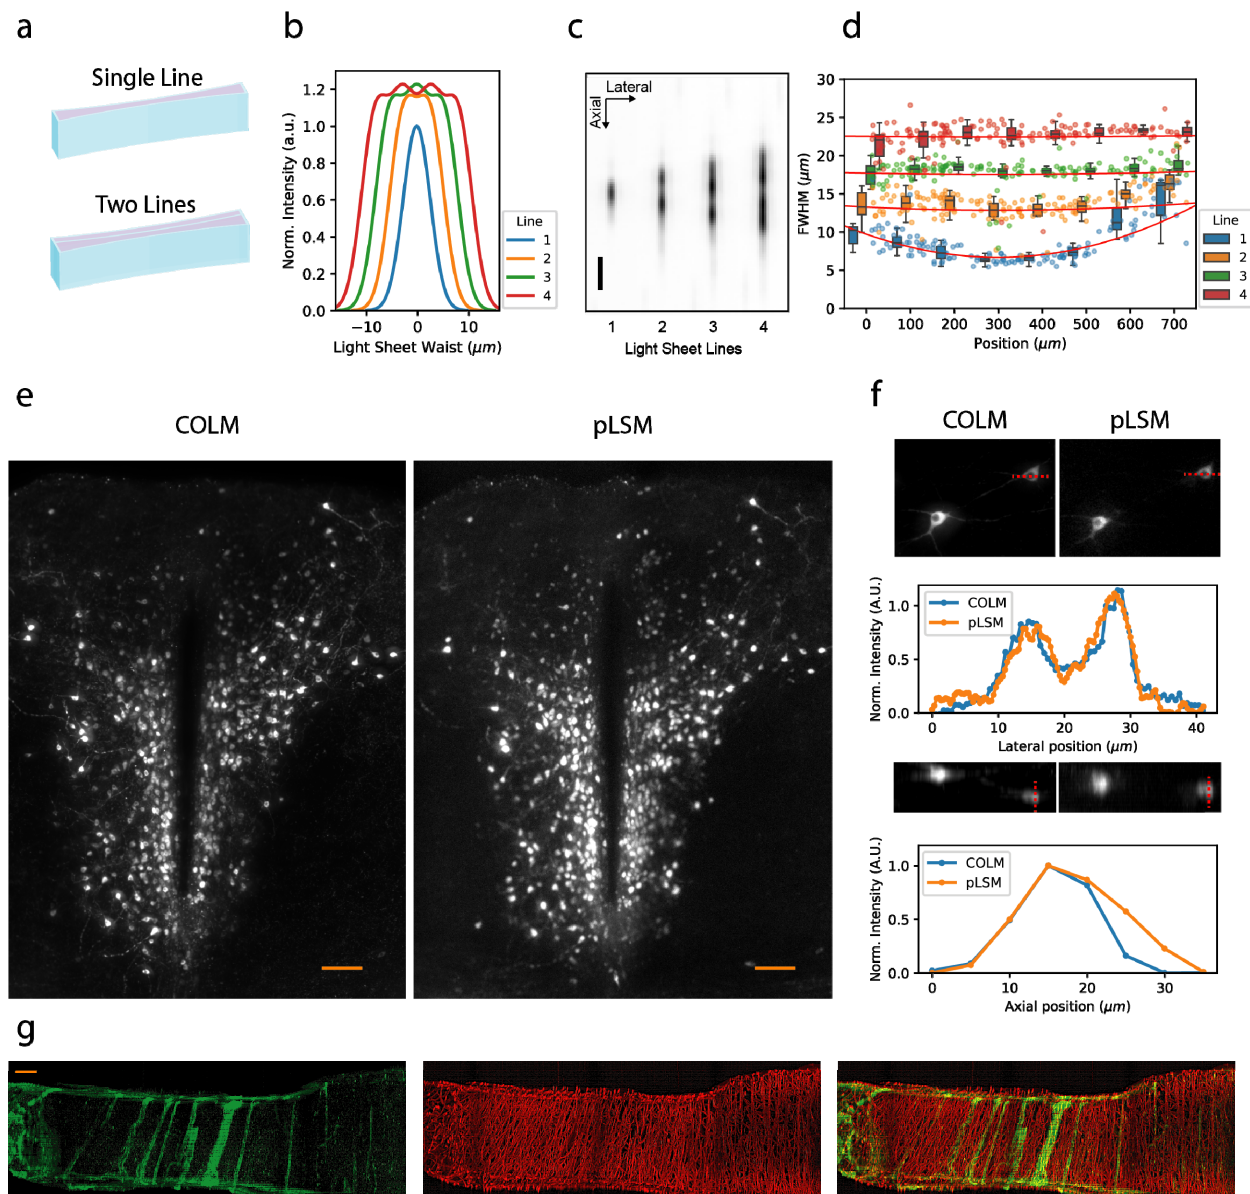 a
Single Line
Two Lines
b
Norm. Intensity (a.u.)
1.2
1.0
0.8
0.6
0.4
0.2
0.0
−10 0 10
Light Sheet Waist (μm)
Line
1
2
3
4
c
Lateral
Axial
1 2 3 4
Light Sheet Lines
d
FWHM (μm)
30
25
20
15
10
5
0
0 100 200 300 400 500 600 700
Position (μm)
Line
1
2
3
4
e
COLM pLSM
f
COLM pLSM
Norm. Intensity (A.U.)
1.0
0.5
0.0
COLM
pLSM
0 10 20 30 40
Lateral position (μm)
Norm. Intensity (A.U.)
1.0
0.5
0.0
COLM
pLSM
0 10 20 30
Axial position (μm)
g